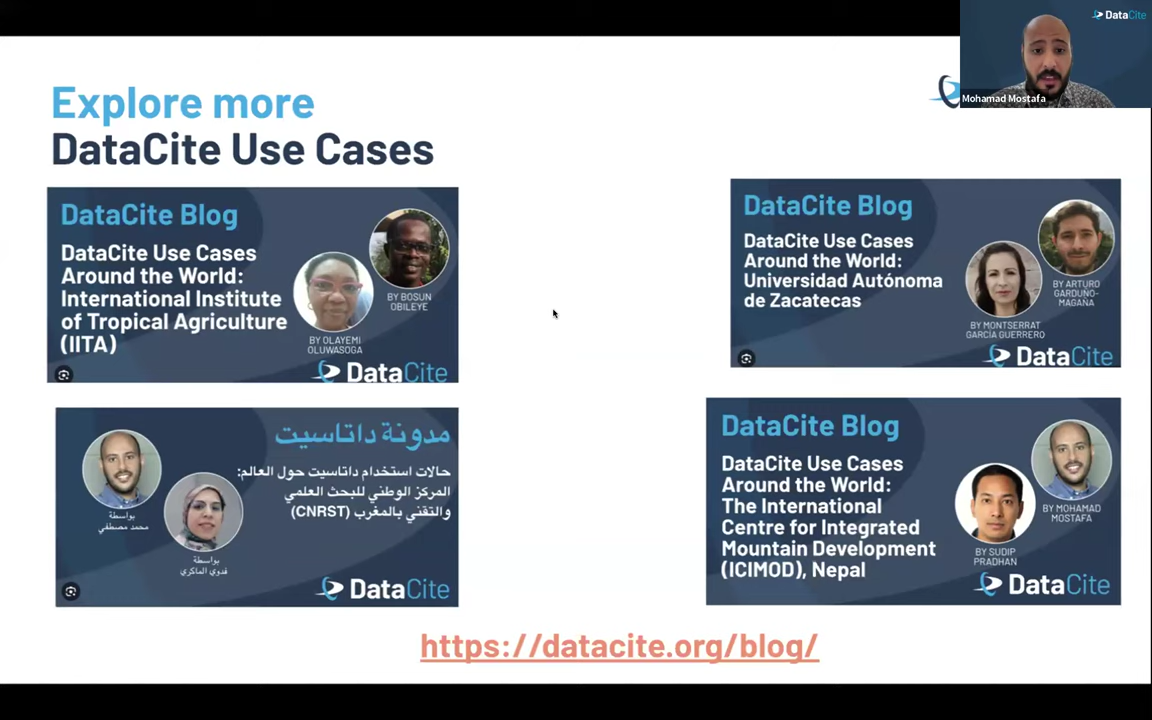 DataCite
Mohamad Mostafa
Explore more
DataCite Use Cases
DataCite Blog
DataCite Use Cases
Around the World:
International Institute
of Tropical Agriculture
(IITA)
BY OLAYEMI
OLUWASOGA
BY BOSUN
OBILEYE
DataCite
DataCite Blog
DataCite Use Cases
Around the World:
Universidad Autónoma
de Zacatecas
BY MONTSERRAT
GARCÍA GUERRERO
BY ARTURO
GARDUÑO-
MAGAÑA
DataCite
مدونة داتاسيت
حالات استخدام داتاسيت حول العالم:
المركز الوطني للبحث العلمي
والتقني بالمغرب (CNRST)
بواسطة
محمد مصطفي
بواسطة
فدوي الماكري
DataCite
DataCite Blog
DataCite Use Cases
Around the World:
The International
Centre for Integrated
Mountain Development
(ICIMOD), Nepal
BY SUDIP
PRADHAN
BY MOHAMAD
MOSTAFA
DataCite
https://datacite.org/blog/